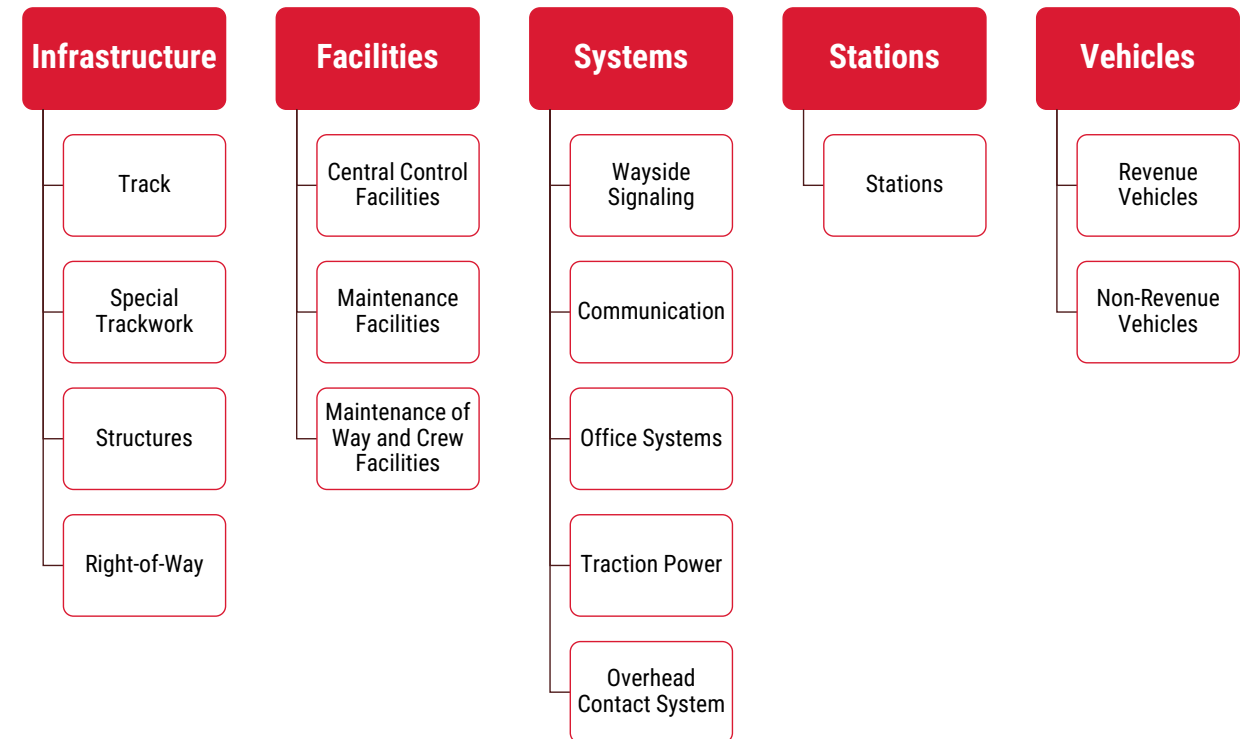 Infrastructure
Track
Special
Trackwork
Structures
Right-of-Way
Facilities
Central Control
Facilities
Maintenance
Facilities
Maintenance of
Way and Crew
Facilities
Systems
Wayside
Signaling
Communication
Office Systems
Traction Power
Overhead
Contact System
Stations
Stations
Vehicles
Revenue
Vehicles
Non-Revenue
Vehicles